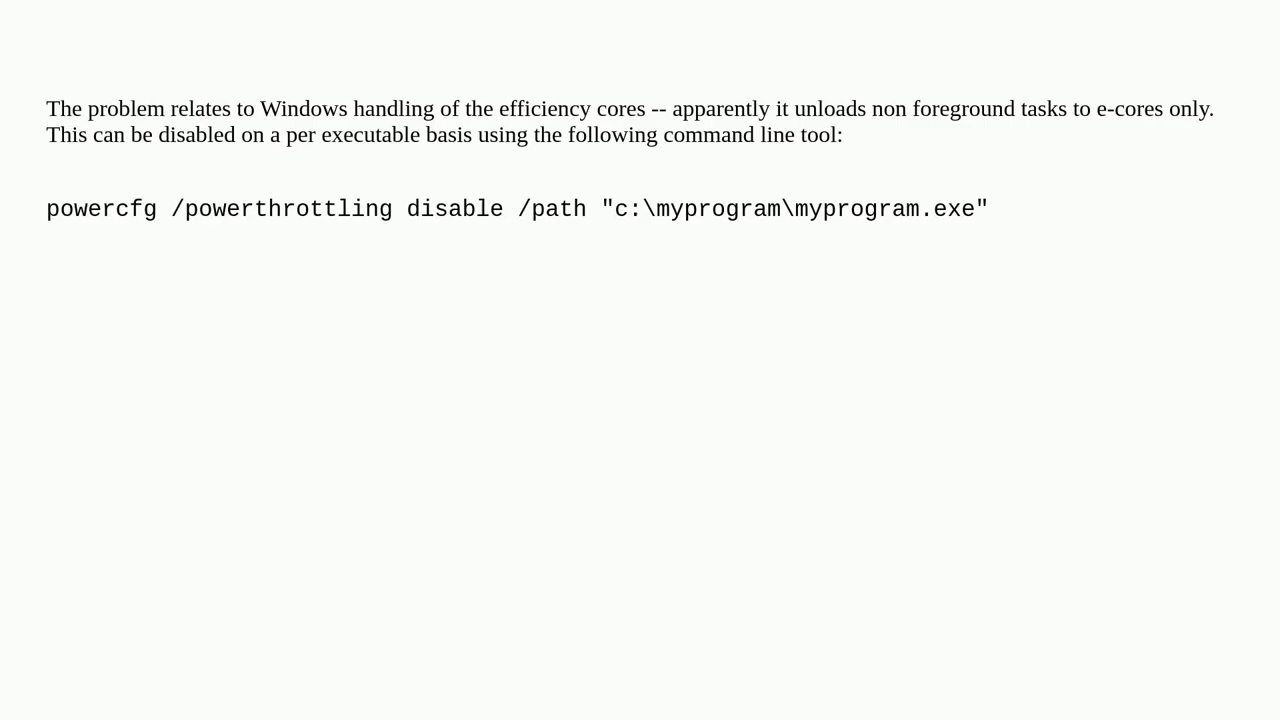 The problem relates to Windows handling of the efficiency cores -- apparently it unloads non foreground tasks to e-cores only.
This can be disabled on a per executable basis using the following command line tool:
powercfg /powerthrottling disable /path "c:\myprogram\myprogram.exe"